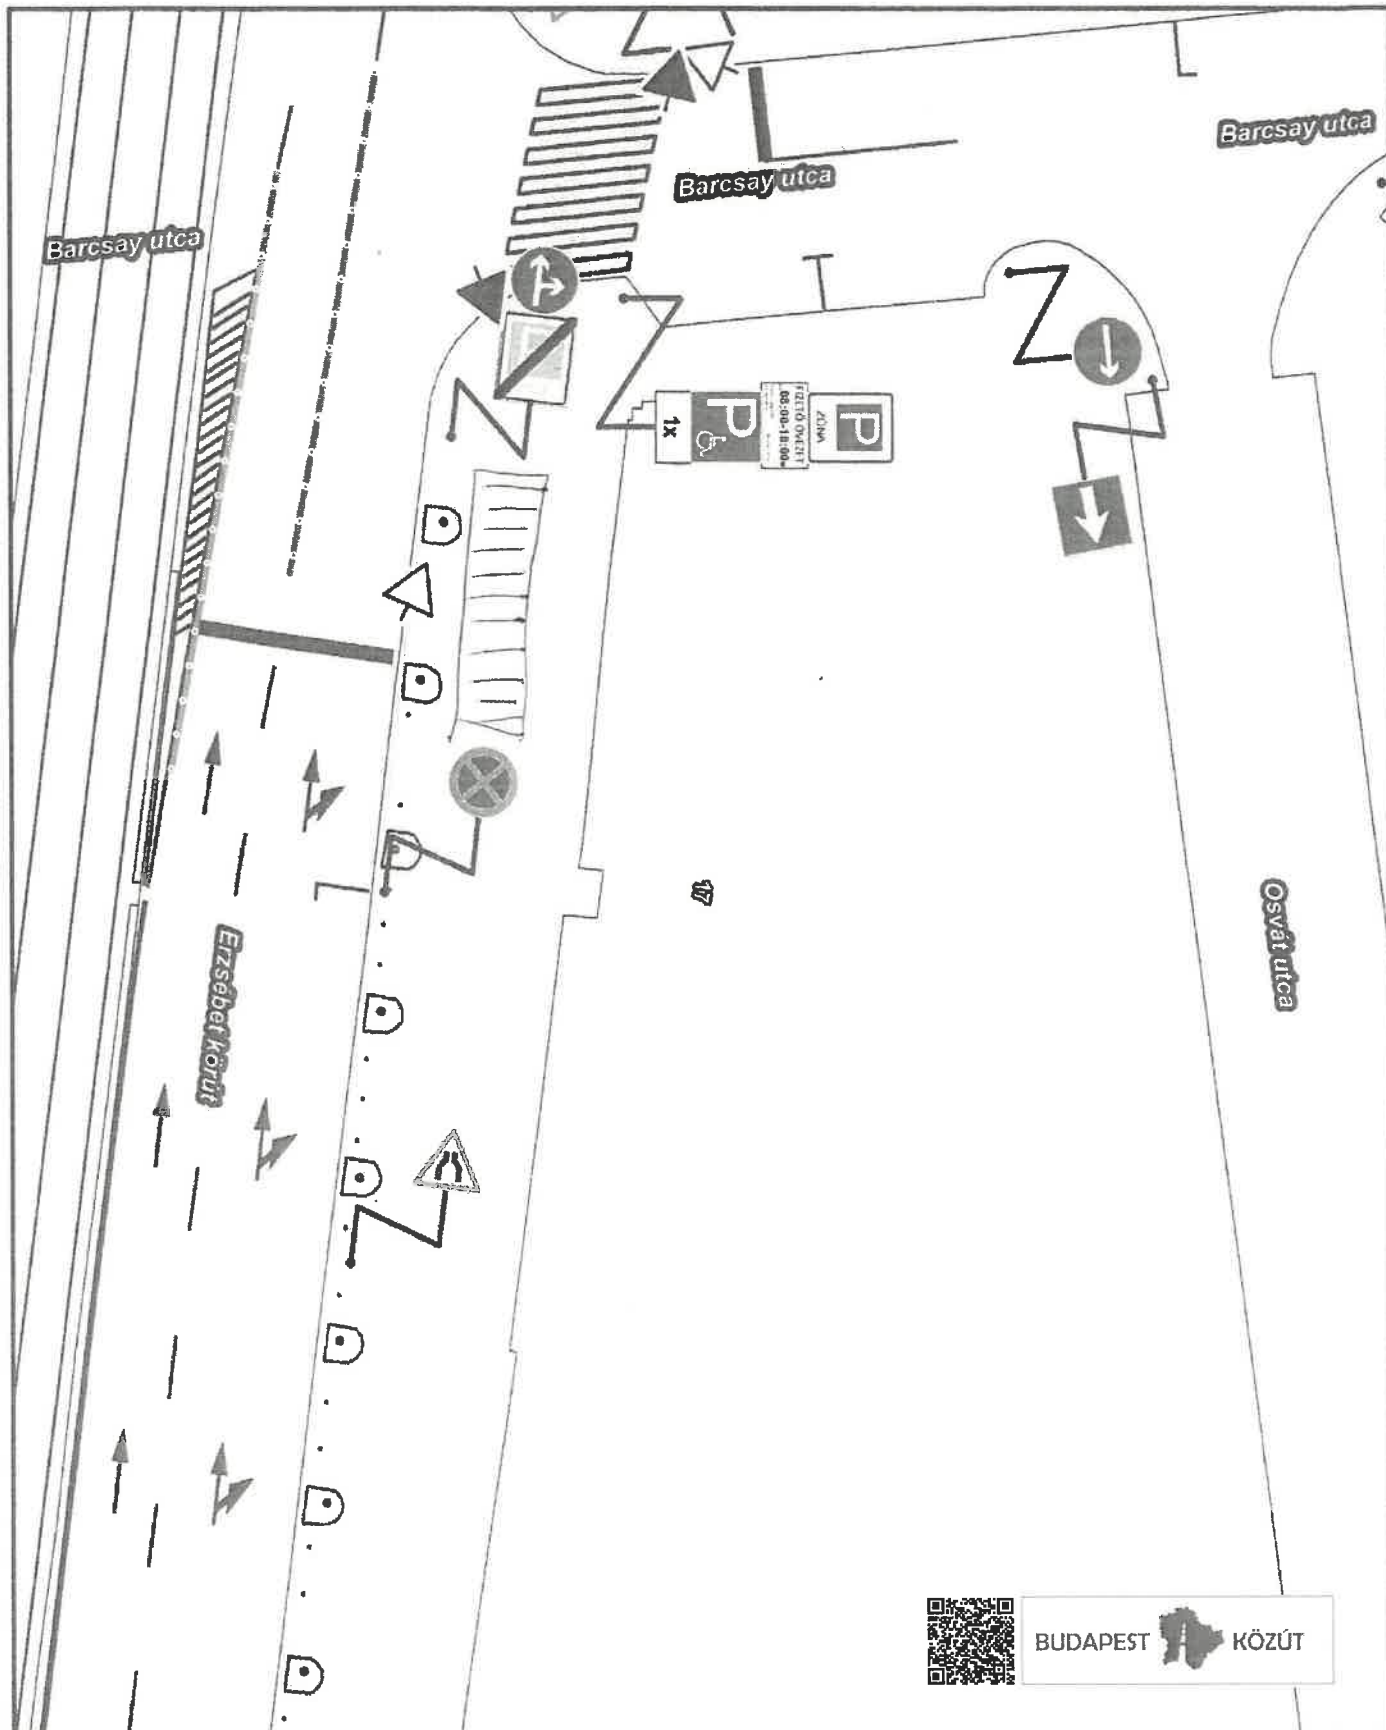 Barcsay utca
Barcsay utca
Barcsay utca
1x
P
FIZETŐ ÖVEZET
08:00-18:00
P
ZÓNA
17
Erzsébet körút
Osvát utca
BUDAPEST KÖZÚT